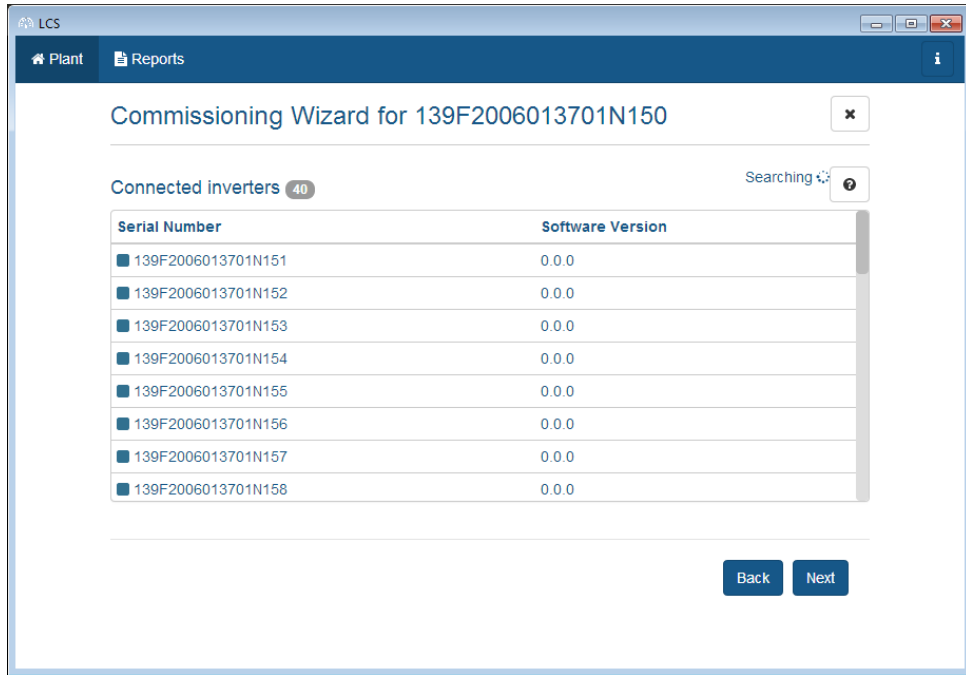 LCS
Plant Reports i
Commissioning Wizard for 139F2006013701N150
Searching
Connected inverters 40
Serial Number Software Version
139F2006013701N151 0.0.0
139F2006013701N152 0.0.0
139F2006013701N153 0.0.0
139F2006013701N154 0.0.0
139F2006013701N155 0.0.0
139F2006013701N156 0.0.0
139F2006013701N157 0.0.0
139F2006013701N158 0.0.0
Back Next